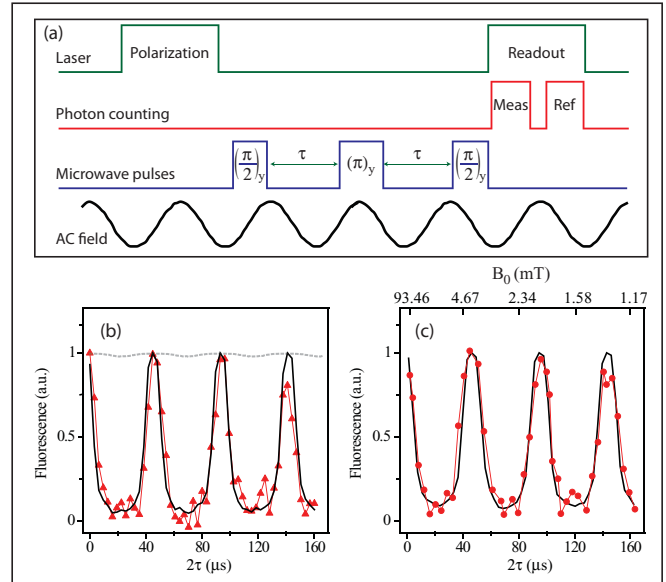 (a)
Laser Polarization Readout
Photon counting Meas Ref
Microwave pulses (π/2)y τ (π)y τ (π/2)y
AC field
B0 (mT)
93.46 4.67 2.34 1.58 1.17
(b) (c)
1 1
Fluorescence (a.u.) Fluorescence (a.u.)
0.5 0.5
0 0
0 40 80 120 160 0 40 80 120 160
2τ (μs) 2τ (μs)